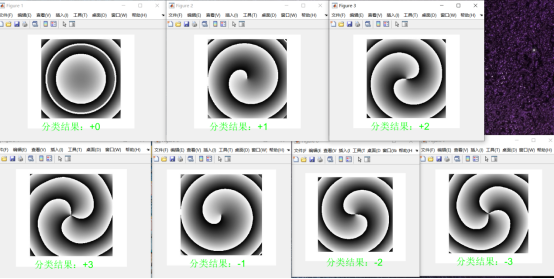 Figure 1
Figure 2
Figure 3
文件(F) 编辑(E) 查看(V) 插入(I) 工具(T) 桌面(D) 窗口(W) 帮助(H)
文件(F) 编辑(E) 查看(V) 插入(I) 工具(T) 桌面(D) 窗口(W) 帮助(H)
文件(F) 编辑(E) 查看(V) 插入(I) 工具(T) 桌面(D) 窗口(W) 帮助(H)
分类结果：+0
分类结果：+1
分类结果：+2
文件(F) 编辑(E) 查看(V) 插入(I) 工具(T) 桌面(D) 窗口(W) 帮助(H)
文件(F) 编辑(E) 查看(V) 插入(I) 工具(T) 桌面(D) 窗口(W) 帮助(H)
文件(F) 编辑(E) 插入(I) 工具(T) 桌面(D) 帮助(H)
文件(F) 编辑(E) 查看(V) 插入(I) 工具(T) 桌面(D) 窗口(W)
分类结果：+3
分类结果：-1
分类结果：-2
分类结果：-3